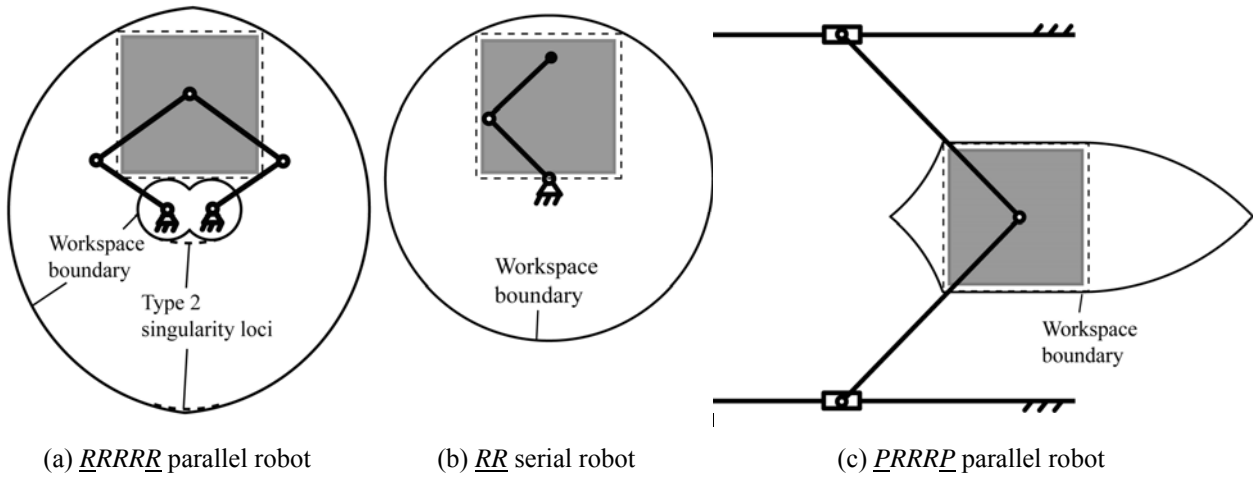 Workspace
boundary
Type 2
singularity loci
(a) RRRRR parallel robot
Workspace
boundary
(b) RR serial robot
Workspace
boundary
(c) PRRRP parallel robot